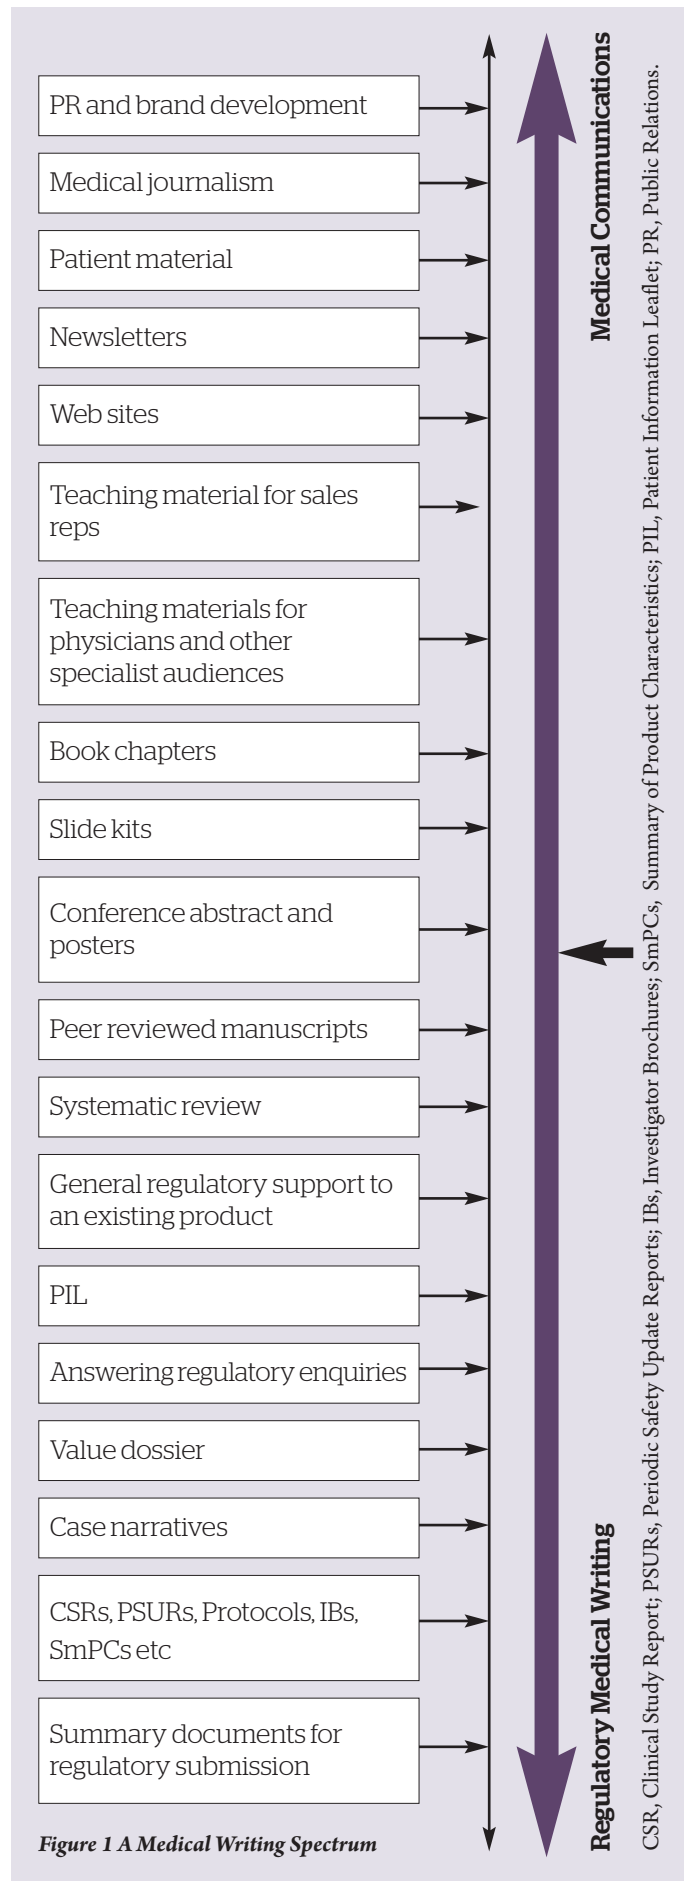 PR and brand development
Medical journalism
Patient material
Newsletters
Web sites
Teaching material for sales
reps
Teaching materials for
physicians and other
specialist audiences
Book chapters
Slide kits
Conference abstract and
posters
Peer reviewed manuscripts
Systematic review
General regulatory support to
an existing product
PIL
Answering regulatory enquiries
Value dossier
Case narratives
CSRs, PSURs, Protocols, IBs,
SmPCs etc
Summary documents for
regulatory submission
Figure 1 A Medical Writing Spectrum
Medical Communications
Regulatory Medical Writing
CSR, Clinical Study Report; PSURs, Periodic Safety Update Reports; IBs, Investigator Brochures; SmPCs, Summary of Product Characteristics; PIL, Patient Information Leaflet; PR, Public Relations.